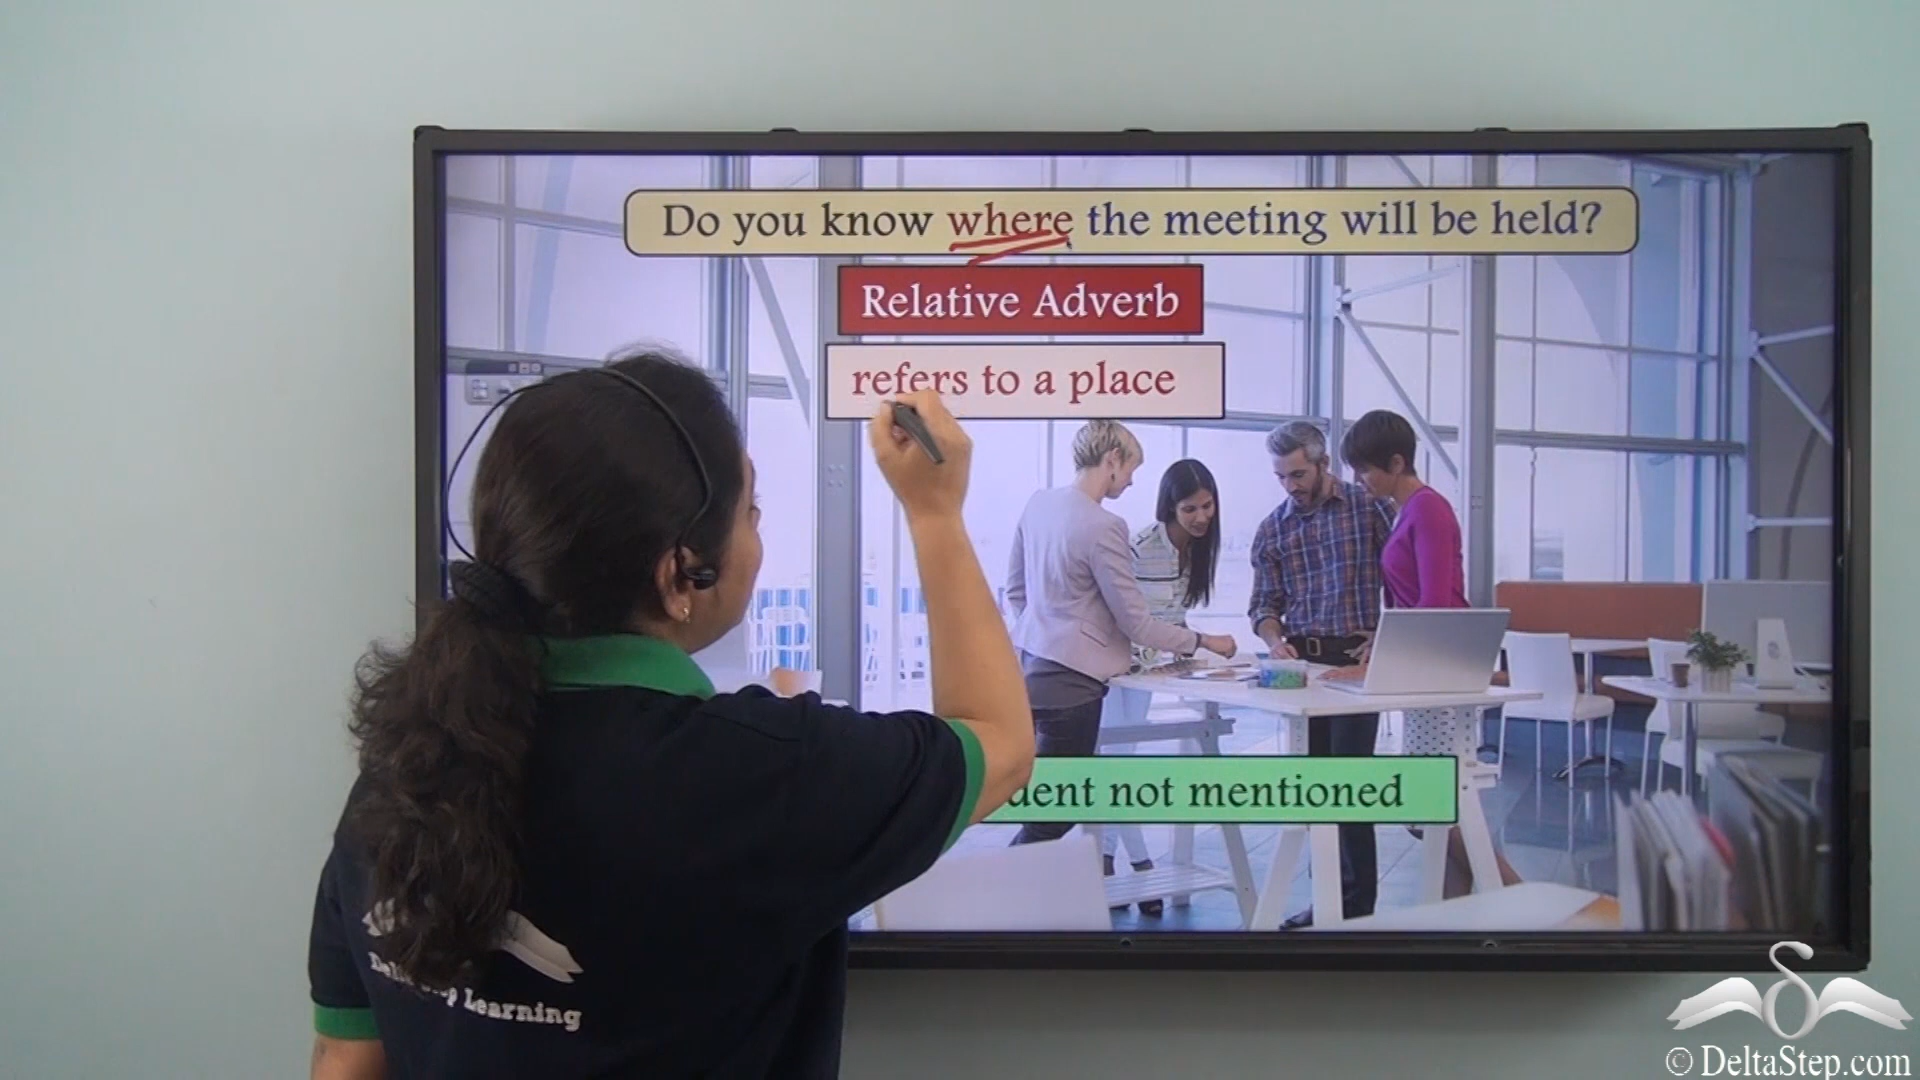 Do you know where the meeting will be held?
Relative Adverb
refers to a place
not mentioned
Learning
© DeltaStep.com